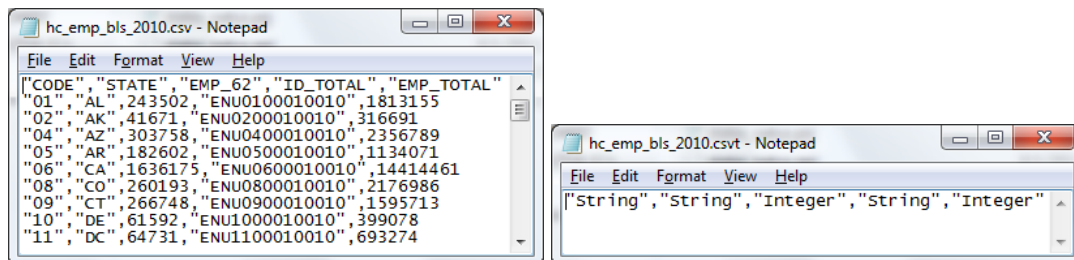 hc_emp_bls_2010.csv - Notepad
File Edit Format View Help
"CODE","STATE","EMP_62","ID_TOTAL","EMP_TOTAL"
"01","AL",243502,"ENU0100010010",1813155
"02","AK",41671,"ENU0200010010",316691
"04","AZ",303758,"ENU0400010010",2356789
"05","AR",182602,"ENU0500010010",1134071
"06","CA",1636175,"ENU0600010010",14414461
"08","CO",260193,"ENU0800010010",2176986
"09","CT",266748,"ENU0900010010",1595713
"10","DE",61592,"ENU1000010010",399078
"11","DC",64731,"ENU1100010010",693274
hc_emp_bls_2010.csvt - Notepad
File Edit Format View Help
"String","String","Integer","String","Integer"